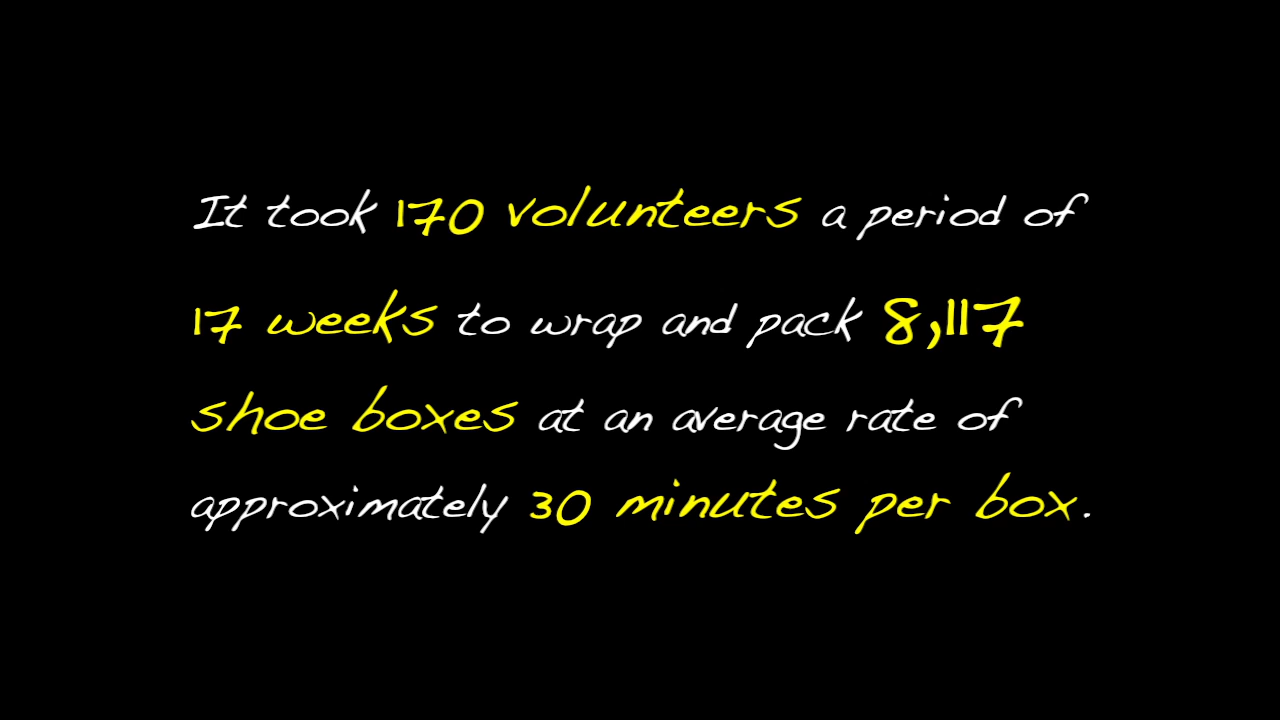 It took 170 volunteers a period of
17 weeks to wrap and pack 8,117
shoe boxes at an average rate of
approximately 30 minutes per box.